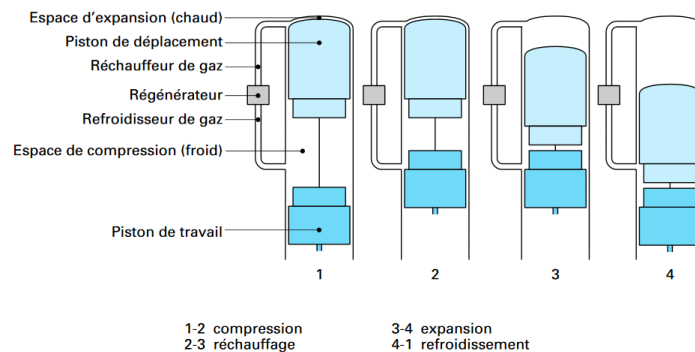 Espace d'expansion (chaud)
Piston de déplacement
Réchauffeur de gaz
Régénérateur
Refroidisseur de gaz
Espace de compression (froid)
Piston de travail
1
2
3
4
1-2 compression
3-4 expansion
2-3 réchauffage
4-1 refroidissement